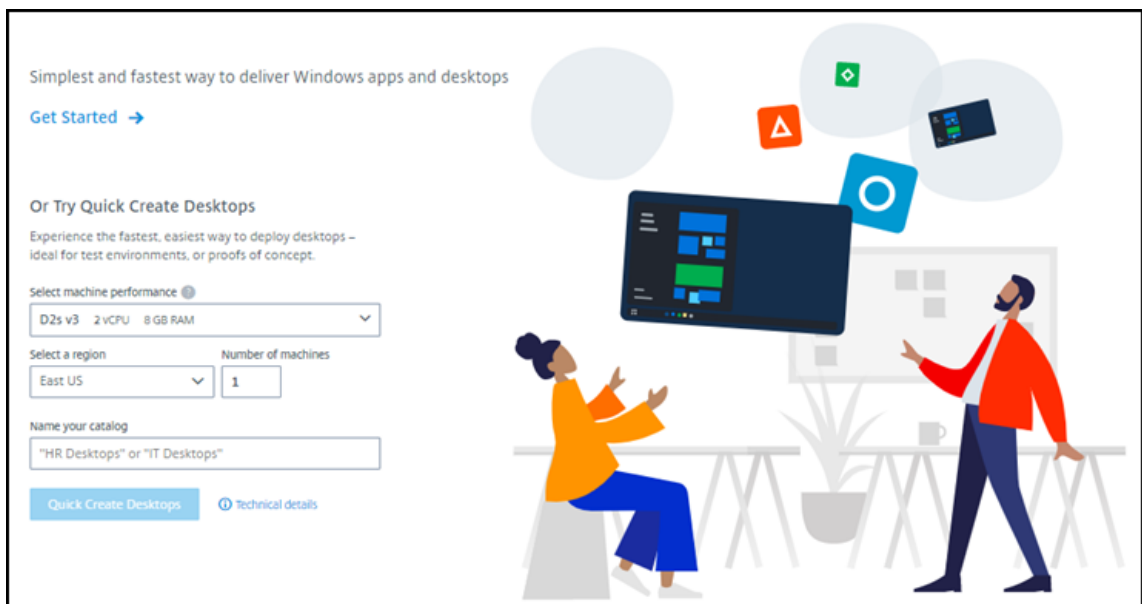 Simplest and fastest way to deliver Windows apps and desktops
Get Started →
Or Try Quick Create Desktops
Experience the fastest, easiest way to deploy desktops –
ideal for test environments, or proofs of concept.
Select machine performance ?
D2s v3 2 vCPU 8 GB RAM
Select a region Number of machines
East US 1
Name your catalog
"HR Desktops" or "IT Desktops"
Quick Create Desktops Technical details